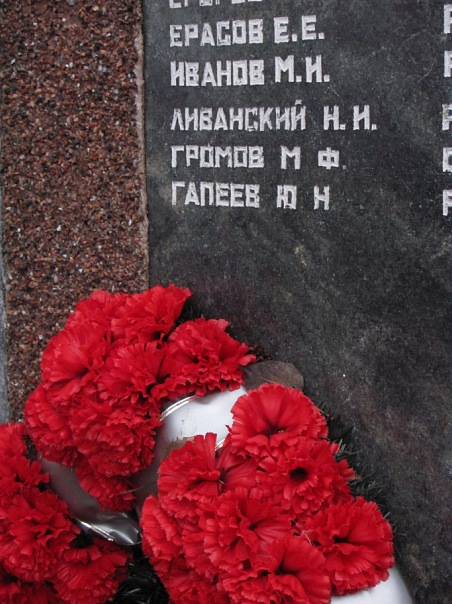 ЕРАСОВ Е.Е.
ИВАНОВ М.И.
ЛИВАНСКИЙ Н.И.
ГРОМОВ М Ф.
ГАПЕЕВ Ю Н